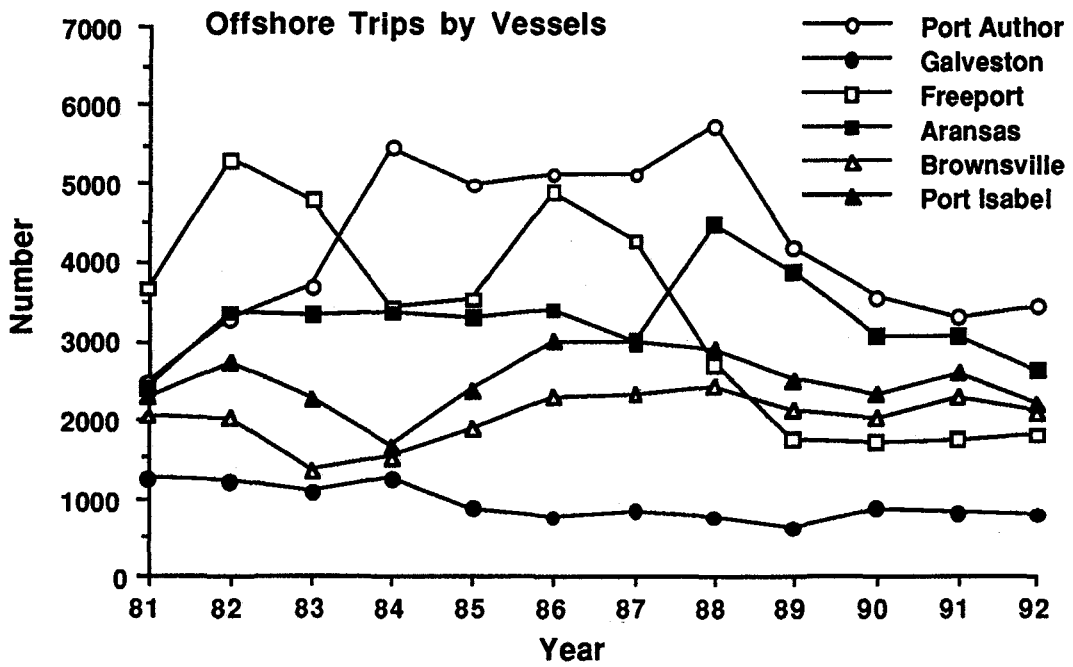 Offshore Trips by Vessels
Port Author
Galveston
Freeport
Aransas
Brownsville
Port Isabel
Number
7000
6000
5000
4000
3000
2000
1000
0
81 82 83 84 85 86 87 88 89 90 91 92
Year